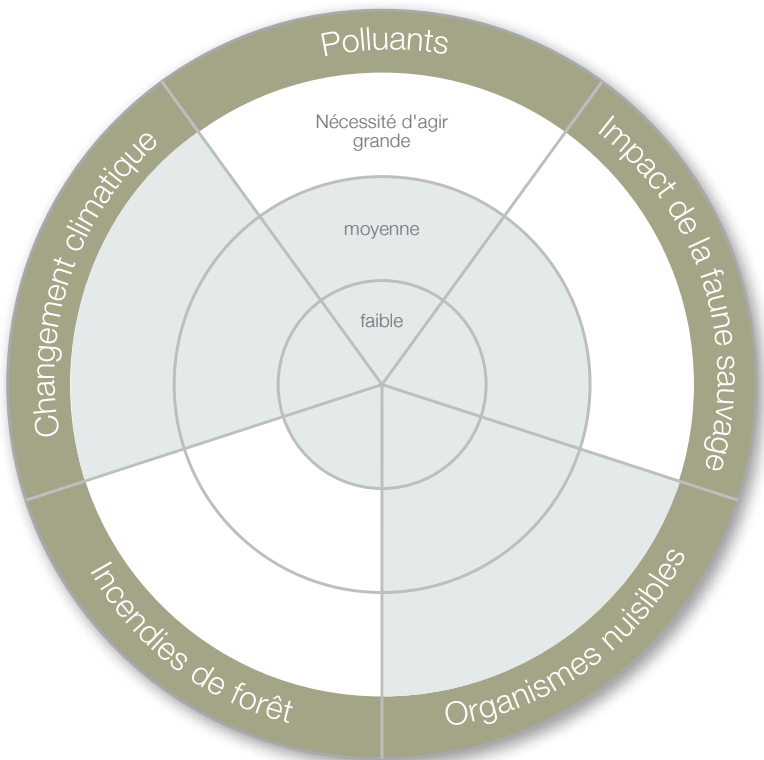 Polluants
Nécessité d'agir
grande
moyenne
faible
Impact de la faune sauvage
Organismes nuisibles
Incendies de forêt
Changement climatique